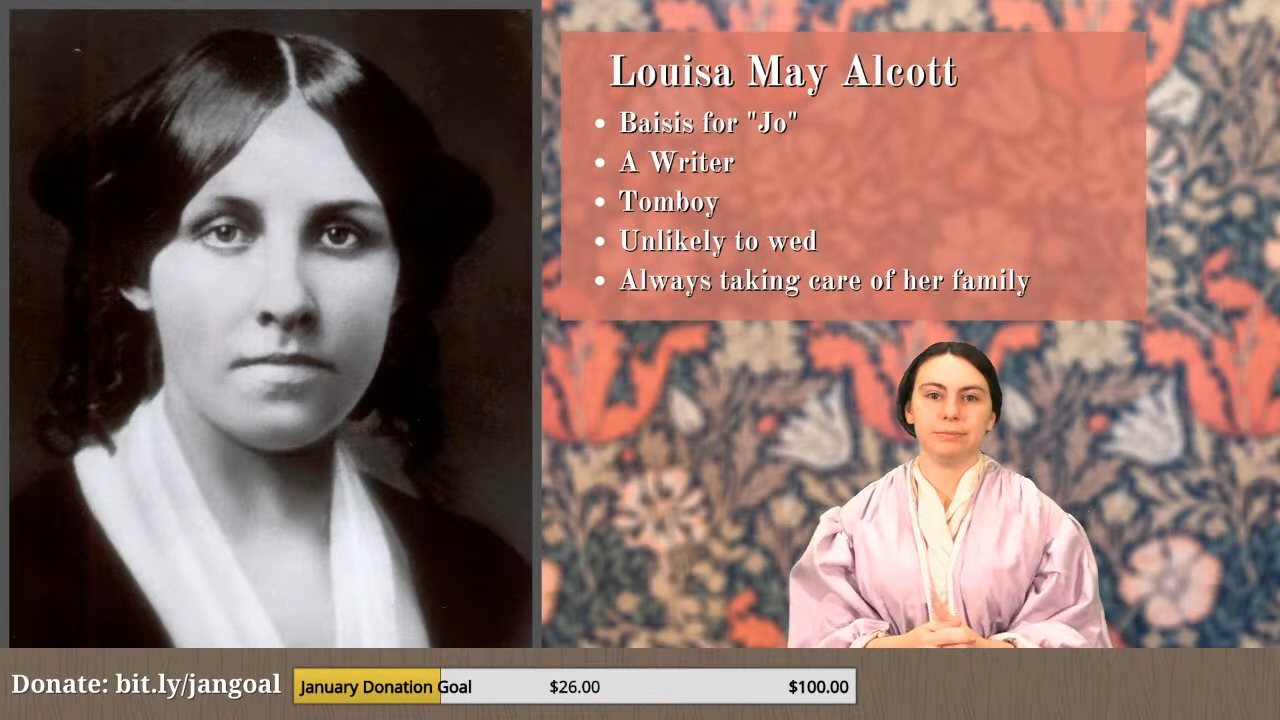 Louisa May Alcott
• Baisis for "Jo"
• A Writer
• Tomboy
• Unlikely to wed
• Always taking care of her family
Donate: bit.ly/jangoal
January Donation Goal $26.00 $100.00